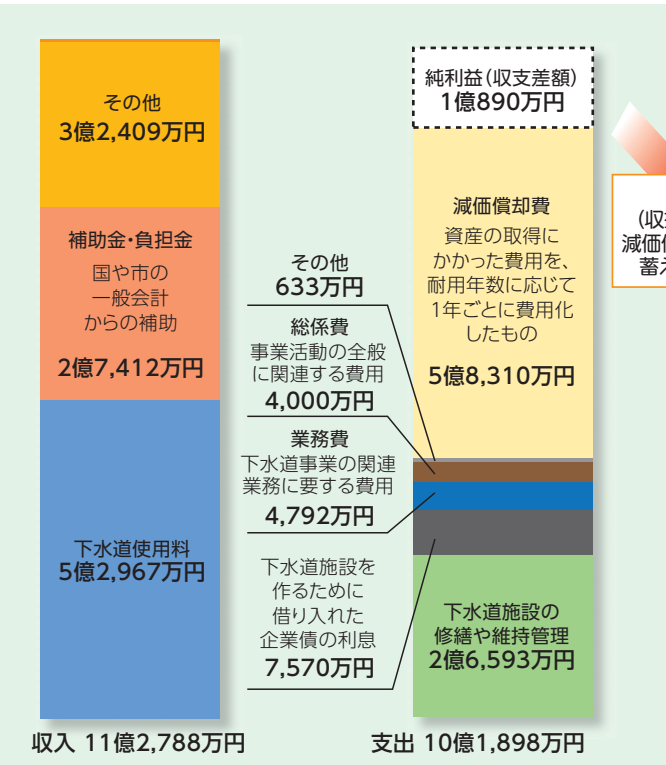 その他
3億2,409万円
補助金・負担金
国や市の
一般会計
からの補助
2億7,412万円
下水道使用料
5億2,967万円
収入 11億2,788万円
その他
633万円
総係費
事業活動の全般
に関連する費用
4,000万円
業務費
下水道事業の関連
業務に要する費用
4,792万円
下水道施設を
作るために
借り入れた
企業債の利息
7,570万円
純利益(収支差額)
1億890万円
減価償却費
資産の取得に
かかった費用を、
耐用年数に応じて
1年ごとに費用化
したもの
5億8,310万円
下水道施設の
修繕や維持管理
2億6,593万円
支出 10億1,898万円
(収
減価
蓄